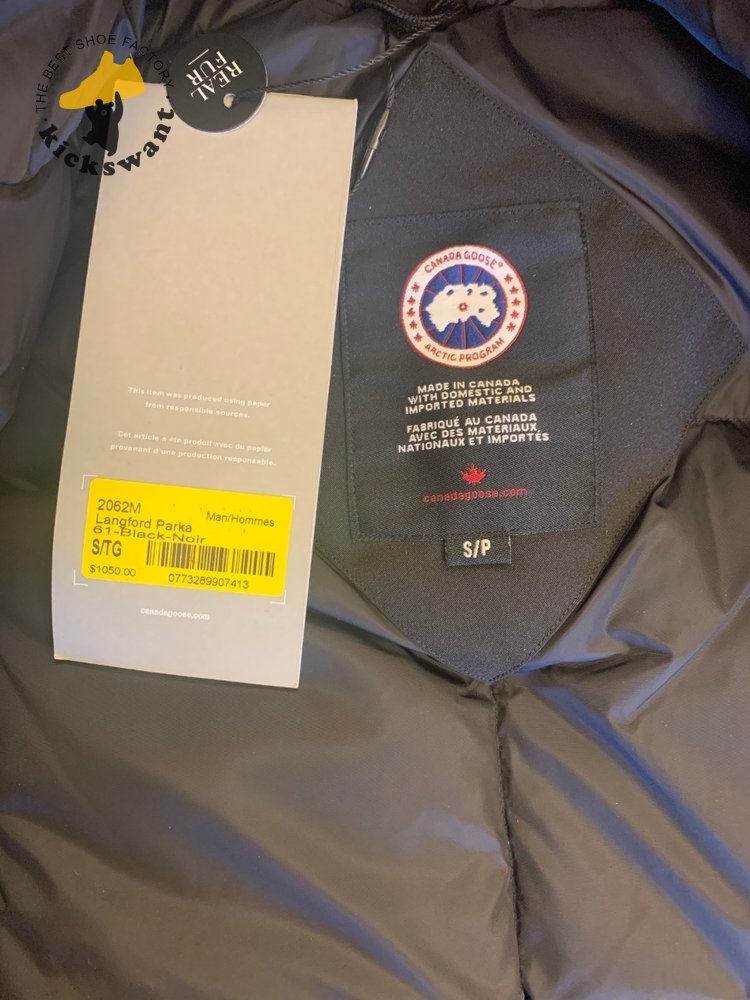 THE BEST SHOE FACTORY
kickswant
REAL
FUR
This item was produced using paper
from responsible sources.
Cet article a été produit avec du papier
provenant d'une production responsable.
2062M
Langford Parka Man/Hommes
61-Black-Noir
S/TG
$1050.00
0773289907413
canadagoose.com
CANADA GOOSE®
ARCTIC PROGRAM
MADE IN CANADA
WITH DOMESTIC AND
IMPORTED MATERIALS
FABRIQUÉ AU CANADA
AVEC DES MATERIAUX
NATIONAUX ET IMPORTÉS
canadagoose.com
S/P